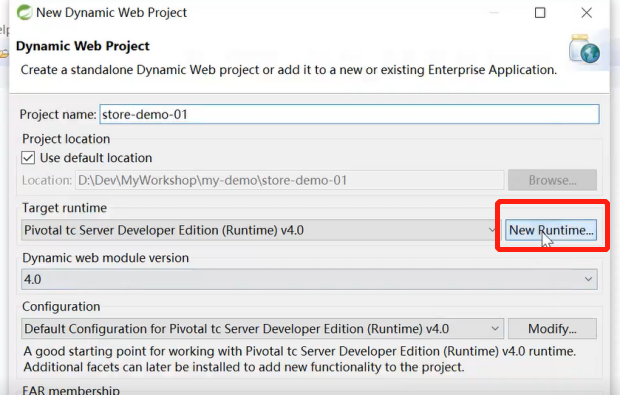 New Dynamic Web Project
Dynamic Web Project
Create a standalone Dynamic Web project or add it to a new or existing Enterprise Application.
Project name: store-demo-01
Project location
Use default location
Location: D:\Dev\MyWorkshop\my-demo\store-demo-01 Browse...
Target runtime
Pivotal tc Server Developer Edition (Runtime) v4.0 New Runtime...
Dynamic web module version
4.0
Configuration
Default Configuration for Pivotal tc Server Developer Edition (Runtime) v4.0 Modify...
A good starting point for working with Pivotal tc Server Developer Edition (Runtime) v4.0 runtime.
Additional facets can later be installed to add new functionality to the project.
EAR membership